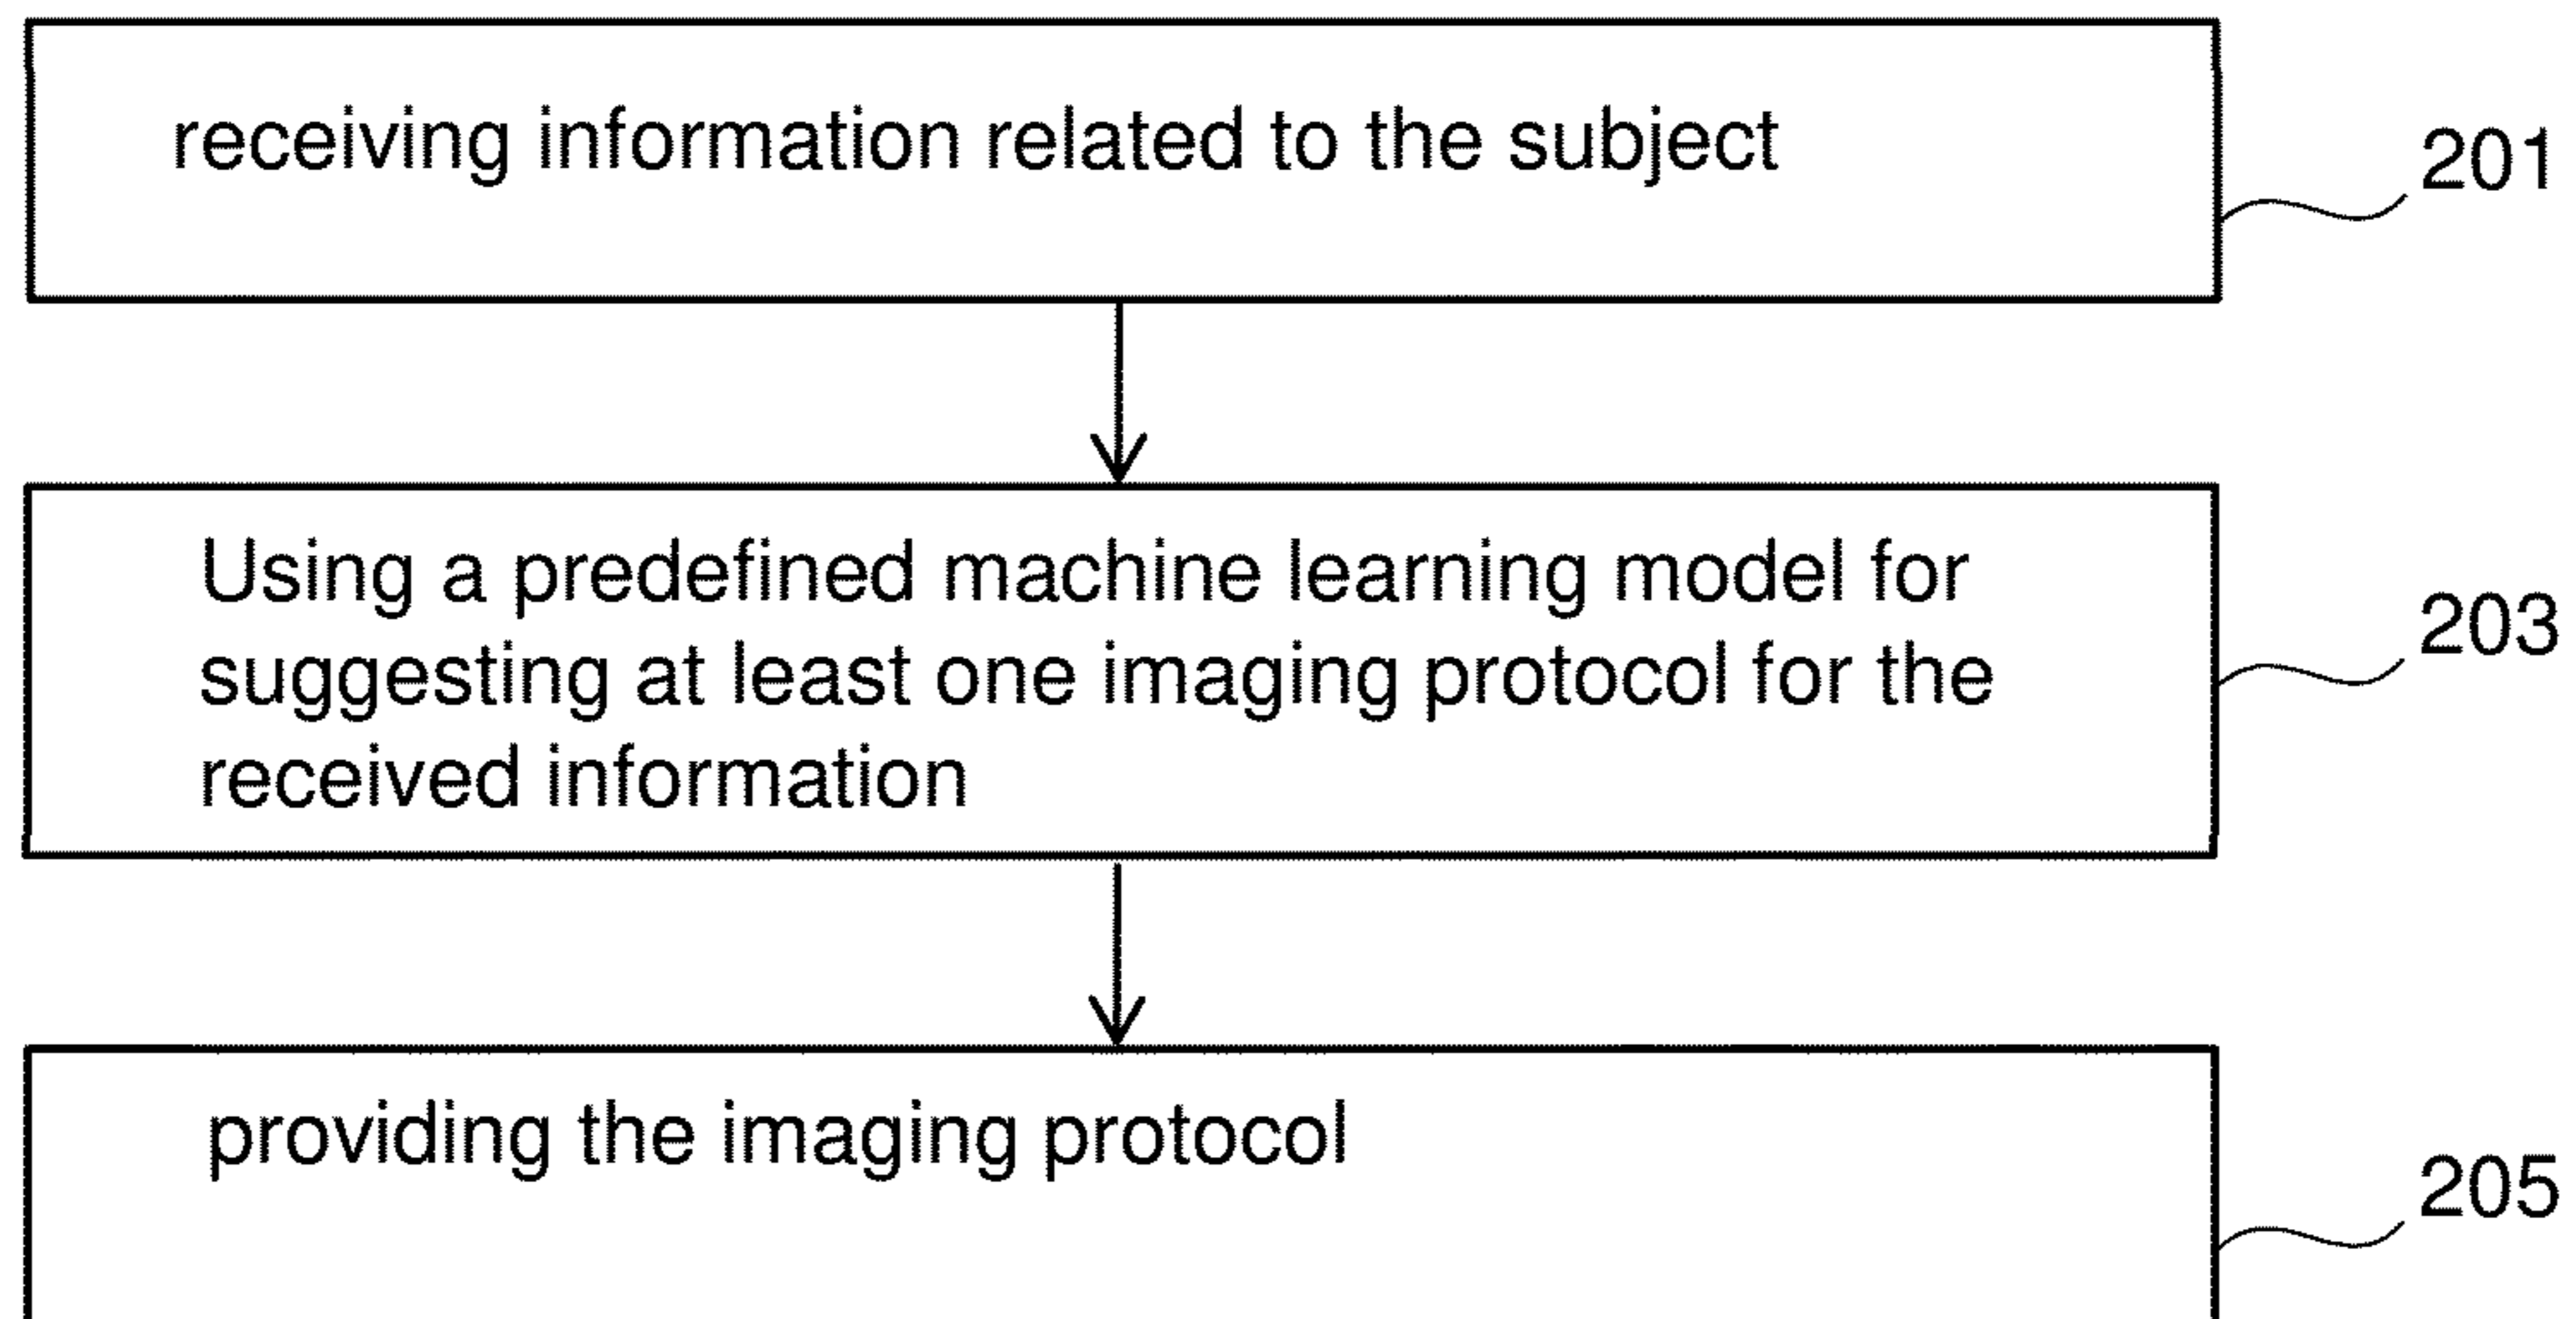 receiving information related to the subject
201
Using a predefined machine learning model for
suggesting at least one imaging protocol for the
received information
203
providing the imaging protocol
205